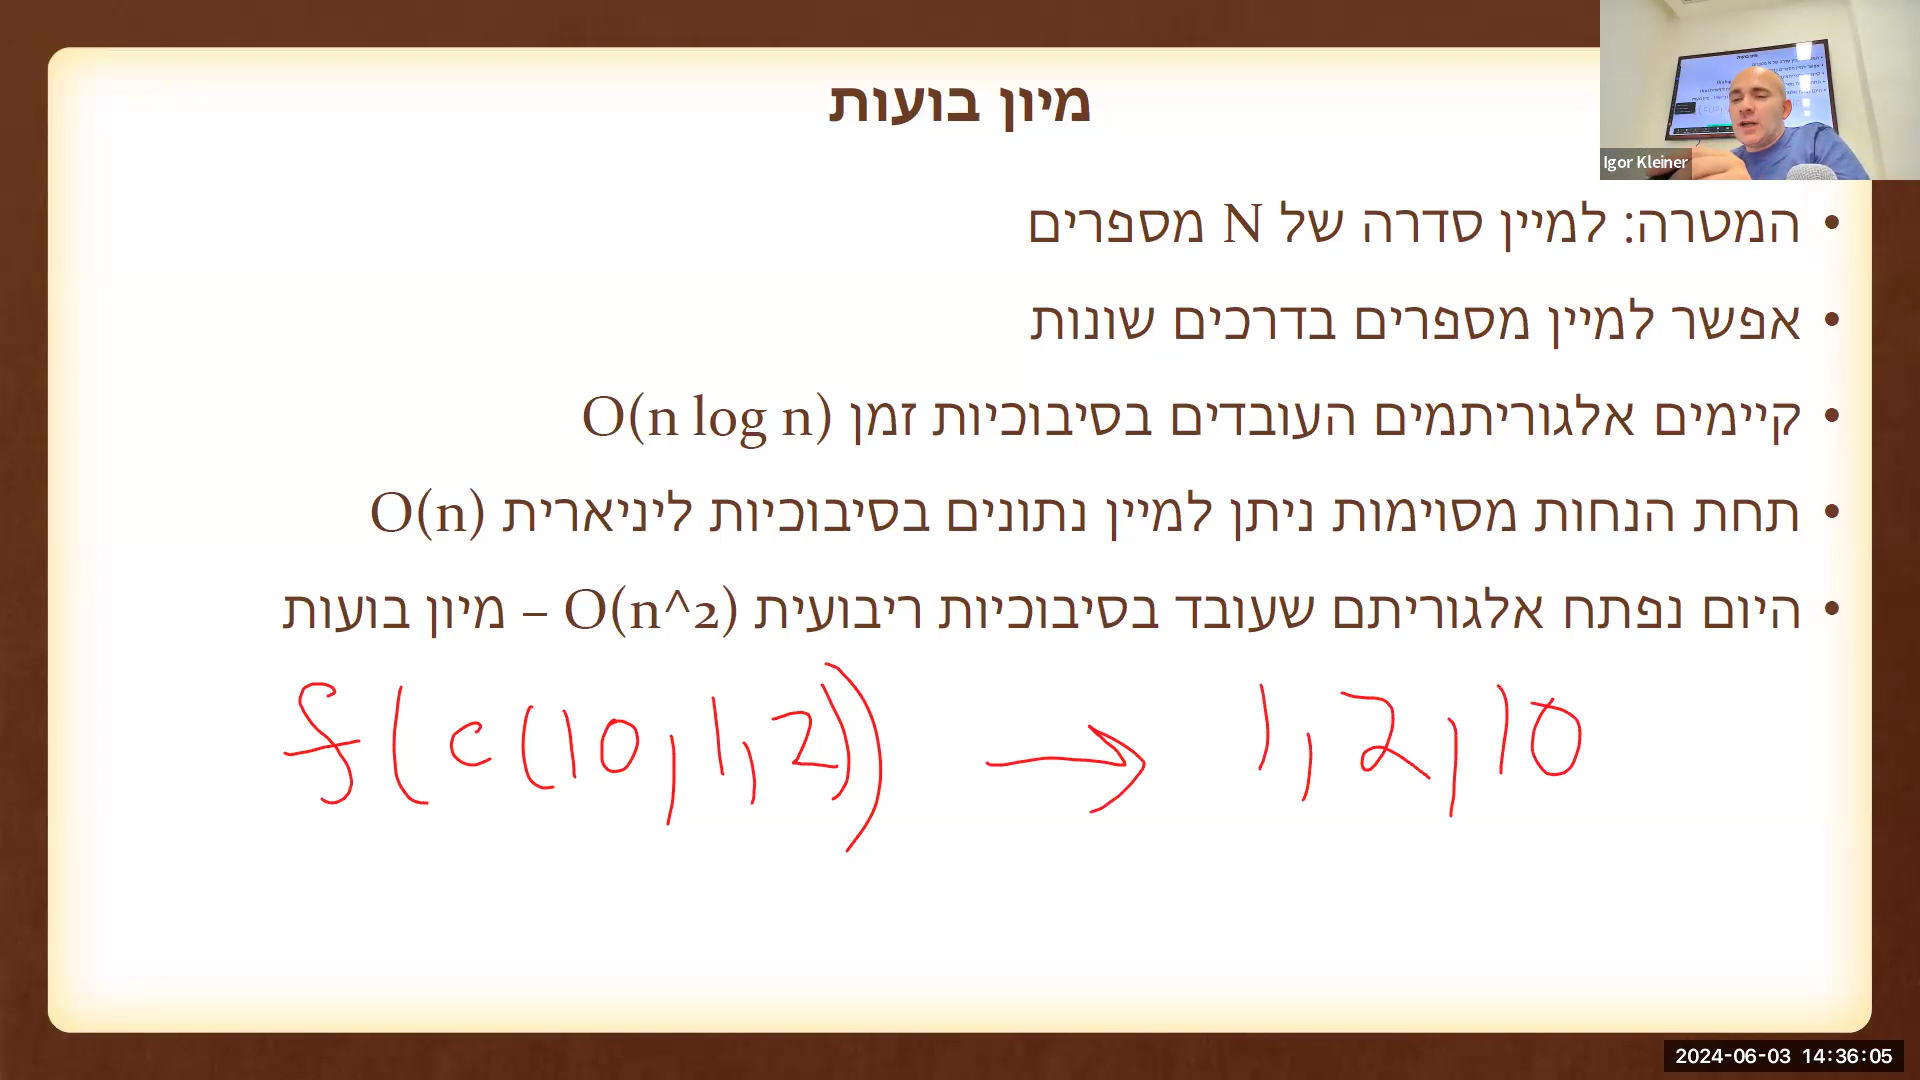 מיון בועות
Igor Kleiner
• המטרה: למיין סדרה של N מספרים
• אפשר למיין מספרים בדרכים שונות
• קיימים אלגוריתמים העובדים בסיבוכיות זמן O(n log n)
• תחת הנחות מסוימות ניתן למיין נתונים בסיבוכיות ליניארית O(n)
• היום נפתח אלגוריתם שעובד בסיבוכיות ריבועית O(n^2) – מיון בועות
f(c(10,1,2)) → 1,2,10
2024-06-03 14:36:05